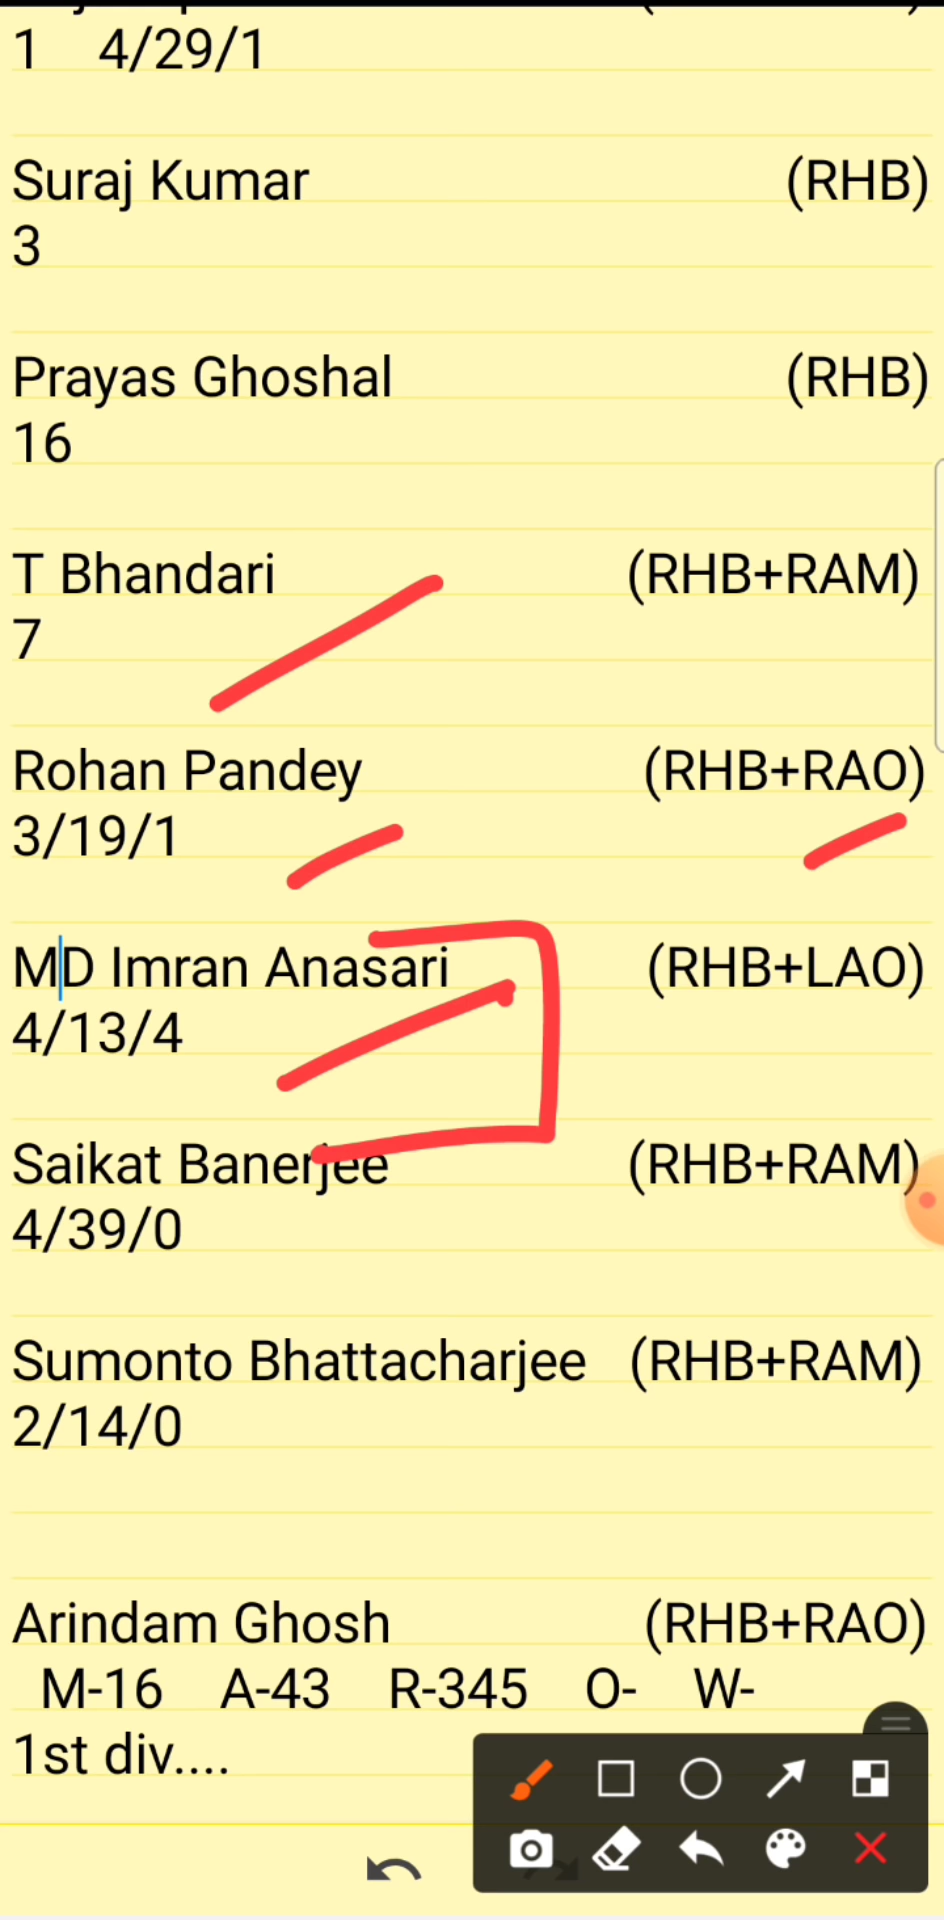 1 4/29/1
Suraj Kumar (RHB)
3
Prayas Ghoshal (RHB)
16
T Bhandari (RHB+RAM)
7
Rohan Pandey (RHB+RAO)
3/19/1
MD Imran Anasari (RHB+LAO)
4/13/4
Saikat Banerjee (RHB+RAM)
4/39/0
Sumonto Bhattacharjee (RHB+RAM)
2/14/0
Arindam Ghosh (RHB+RAO)
M-16 A-43 R-345 O- W-
1st div....